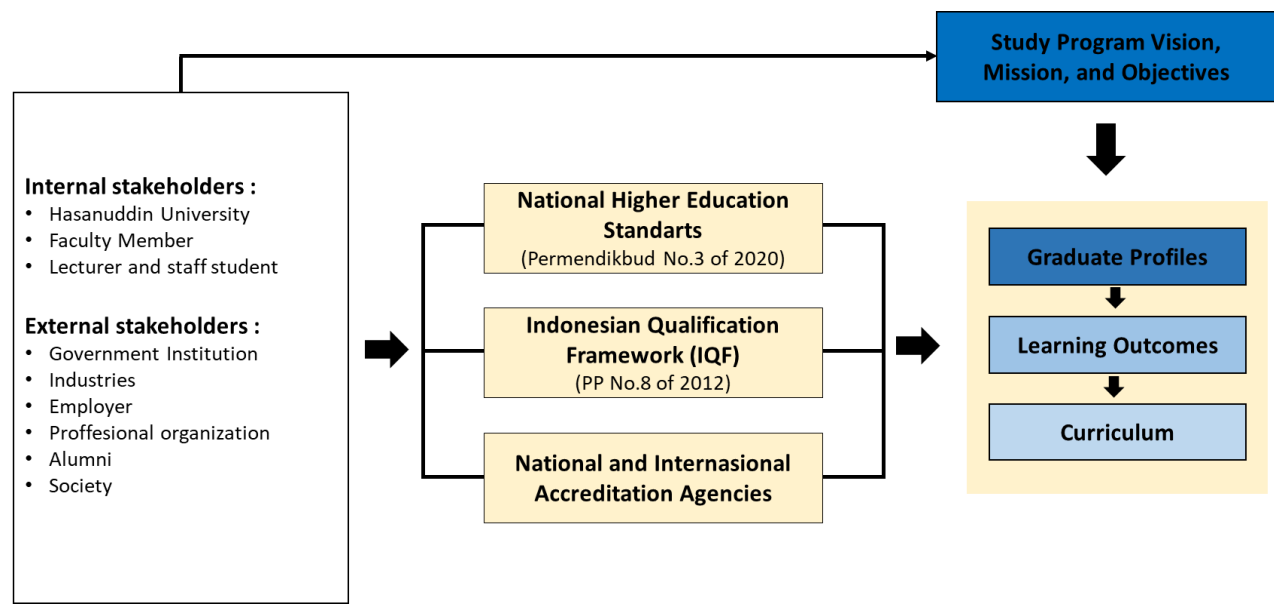 Study Program Vision,
Mission, and Objectives
Internal stakeholders :
• Hasanuddin University
• Faculty Member
• Lecturer and staff student
External stakeholders :
• Government Institution
• Industries
• Employer
• Proffesional organization
• Alumni
• Society
National Higher Education
Standarts
(Permendikbud No.3 of 2020)
Indonesian Qualification
Framework (IQF)
(PP No.8 of 2012)
National and Internasional
Accreditation Agencies
Graduate Profiles
Learning Outcomes
Curriculum